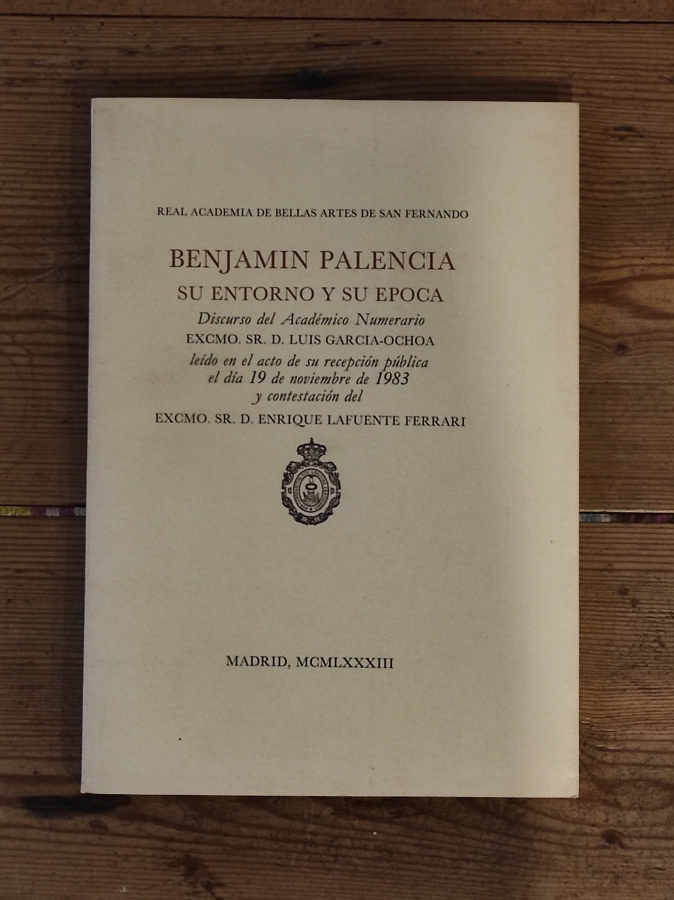 REAL ACADEMIA DE BELLAS ARTES DE SAN FERNANDO
BENJAMIN PALENCIA
SU ENTORNO Y SU EPOCA
Discurso del Académico Numerario
EXCMO. SR. D. LUIS GARCIA-OCHOA
leído en el acto de su recepción pública
el día 19 de noviembre de 1983
y contestación del
EXCMO. SR. D. ENRIQUE LAFUENTE FERRARI
MADRID, MCMLXXXIII